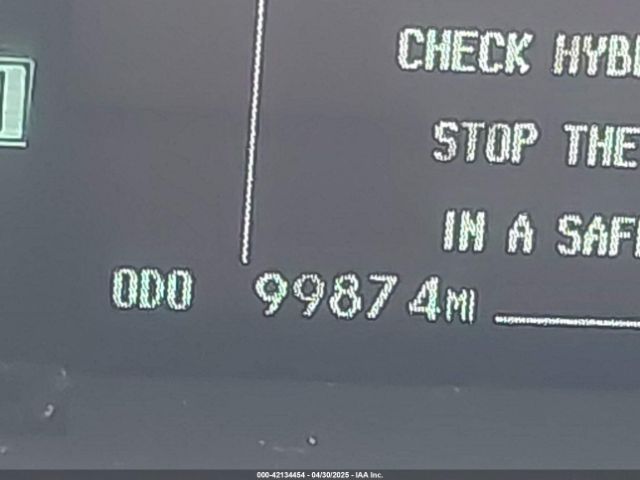 CHECK HYB
STOP THE
IN A SAF
ODO 99874MI
000-42134454 - 04/30/2025 - IAA Inc.